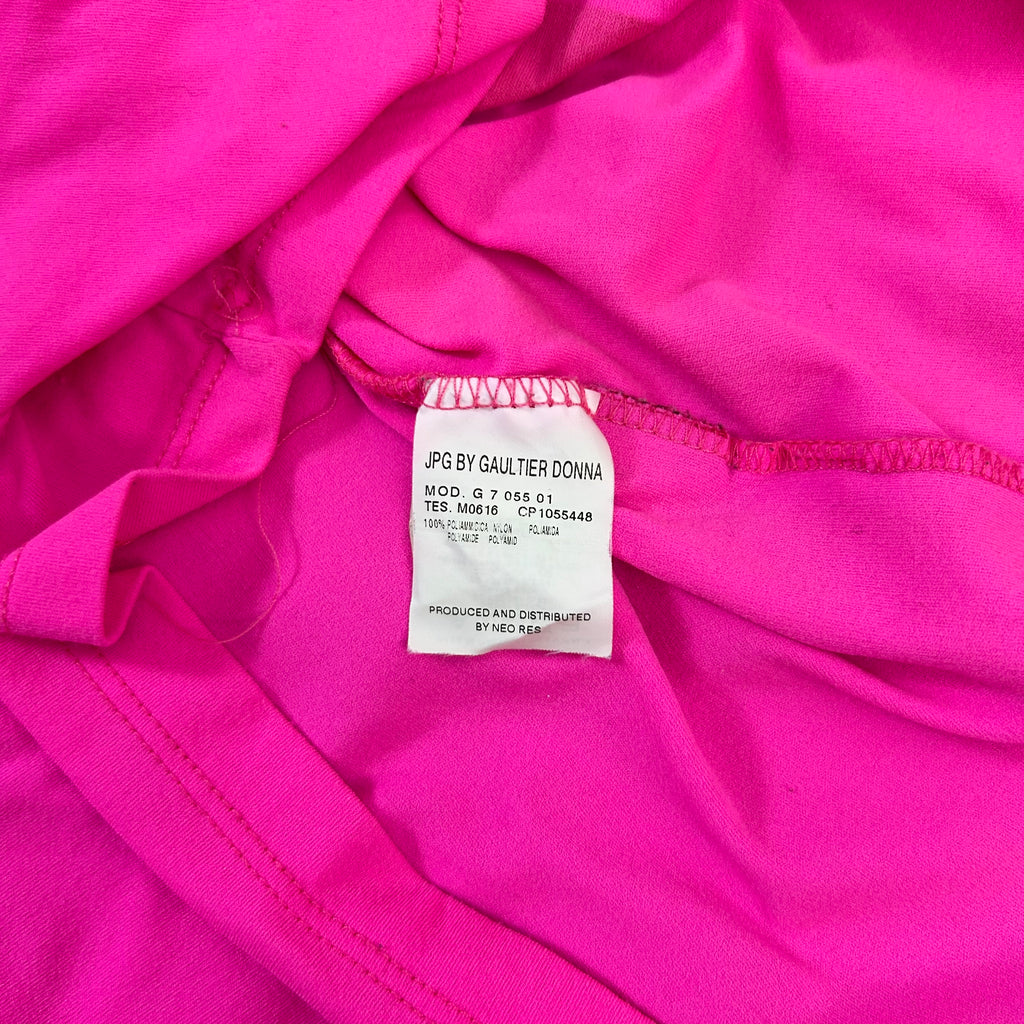 JPG BY GAULTIER DONNA
MOD. G 7 055 01
TES. M0616 CP1055448
100% POLIAMMIDICA NILON POLIAMIDA
POLYAMIDE POLYAMID
PRODUCED AND DISTRIBUTED
BY NEO RES